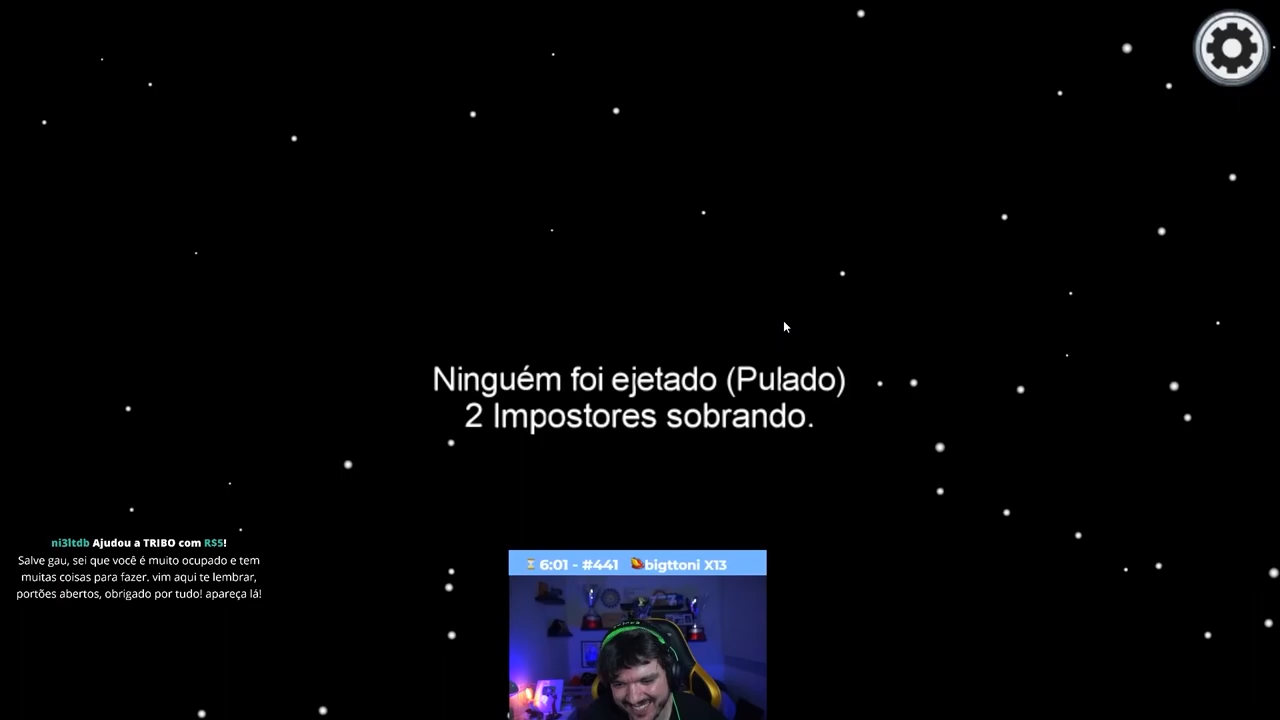 Ninguém foi ejetado (Pulado)
2 Impostores sobrando.
ni3ltdb Ajudou a TRIBO com R$5!
Salve gau, sei que você é muito ocupado e tem
muitas coisas para fazer. vim aqui te lembrar,
portões abertos, obrigado por tudo! apareça lá!
6:01 - #441 bigttoni X13